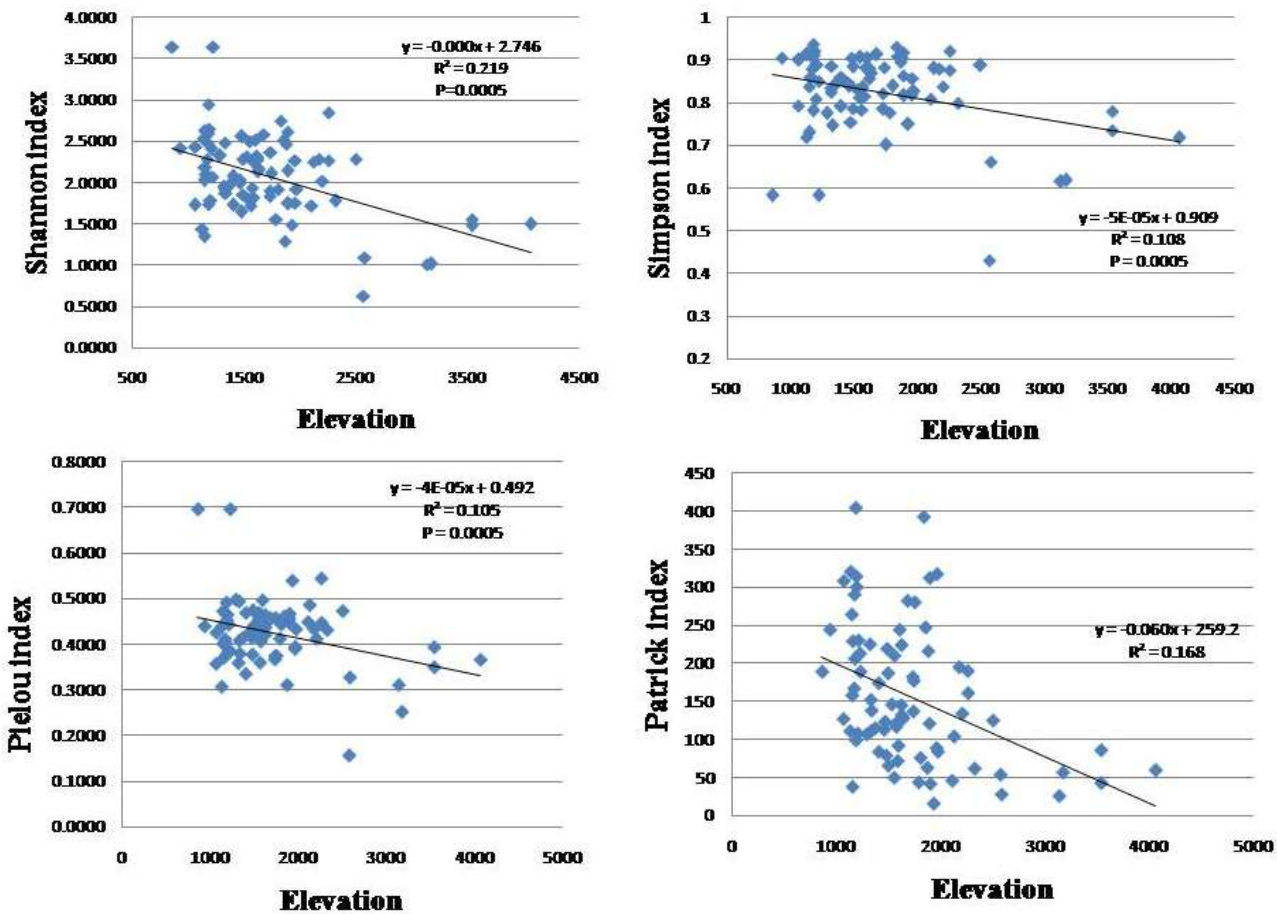 4.0000
3.5000
3.0000
2.5000
2.0000
1.5000
1.0000
0.5000
0.0000
Shannon index
y = -0.000x + 2.746
R² = 0.219
P=0.0005
500 1500 2500 3500 4500
Elevation
1
0.9
0.8
0.7
0.6
0.5
0.4
0.3
0.2
Simpson index
y = -5E-05x + 0.909
R² = 0.108
P = 0.0005
500 1000 1500 2000 2500 3000 3500 4000 4500
Elevation
0.8000
0.7000
0.6000
0.5000
0.4000
0.3000
0.2000
0.1000
0.0000
Pielou index
y = -4E-05x + 0.492
R² = 0.105
P = 0.0005
0 1000 2000 3000 4000 5000
Elevation
450
400
350
300
250
200
150
100
50
0
Patrick index
y = -0.060x + 259.2
R² = 0.168
0 1000 2000 3000 4000 5000
Elevation